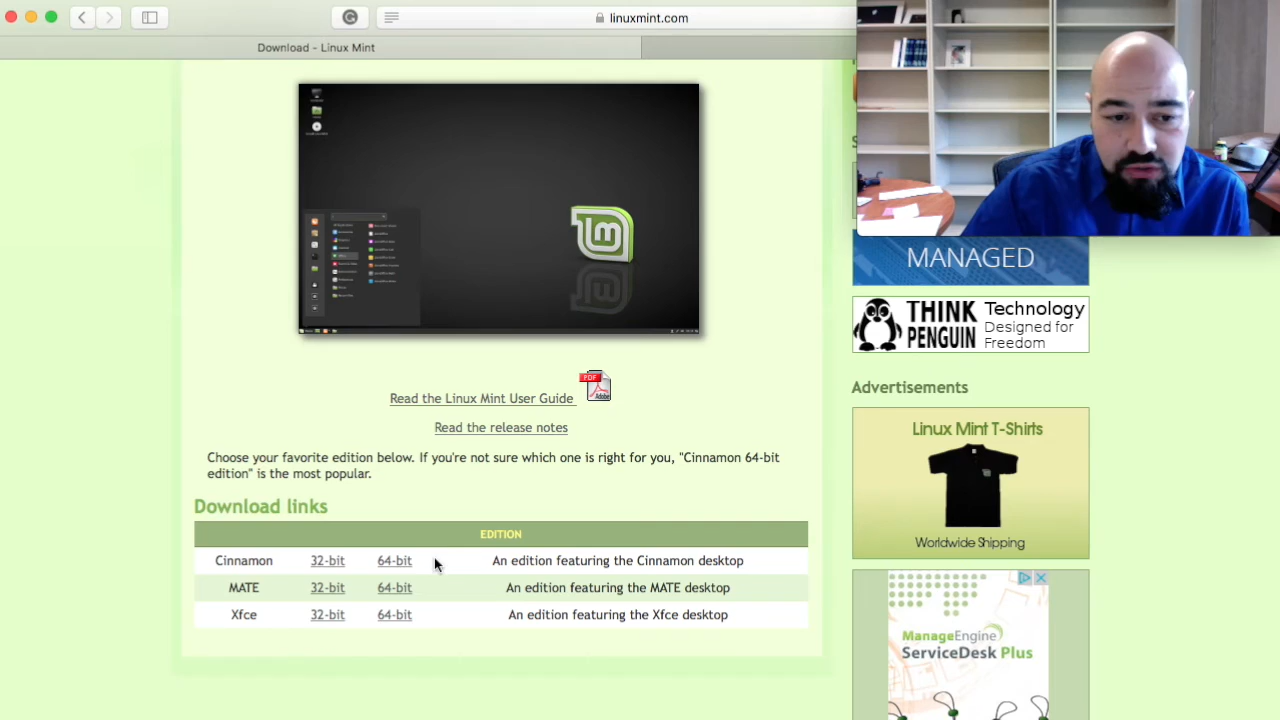 linuxmint.com
Download - Linux Mint
MANAGED
THINK PENGUIN
Technology
Designed for
Freedom
Read the Linux Mint User Guide
PDF
Adobe
Read the release notes
Choose your favorite edition below. If you're not sure which one is right for you, "Cinnamon 64-bit
edition" is the most popular.
Download links
EDITION
Cinnamon 32-bit 64-bit An edition featuring the Cinnamon desktop
MATE 32-bit 64-bit An edition featuring the MATE desktop
Xfce 32-bit 64-bit An edition featuring the Xfce desktop
Advertisements
Linux Mint T-Shirts
Worldwide Shipping
ManageEngine
ServiceDesk Plus